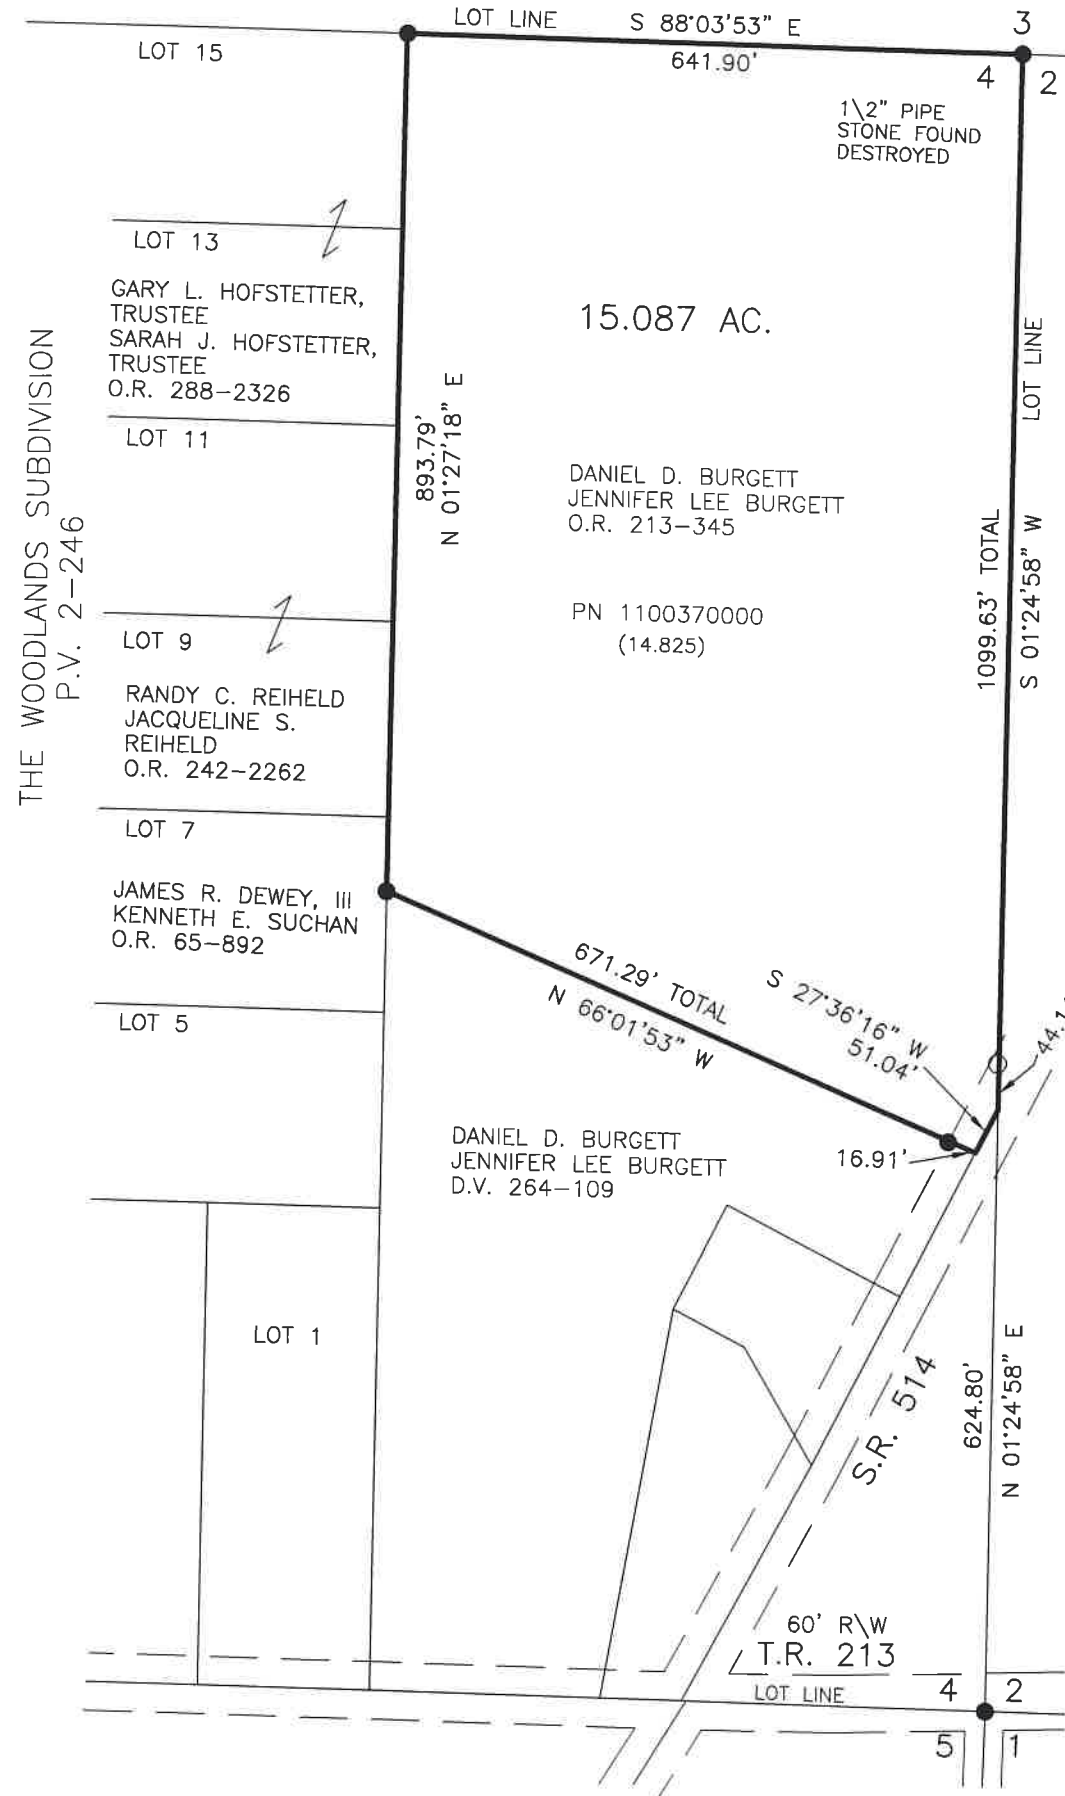 LOT LINE S 88°03'53" E
641.90'
3
4 2
LOT 15
1\2" PIPE
STONE FOUND
DESTROYED
LOT 13
GARY L. HOFSTETTER,
TRUSTEE
SARAH J. HOFSTETTER,
TRUSTEE
O.R. 288-2326
15.087 AC.
LOT LINE
THE WOODLANDS SUBDIVISION
P.V. 2-246
LOT 11
893.79'
N 01°27'18" E
DANIEL D. BURGETT
JENNIFER LEE BURGETT
O.R. 213-345
1099.63' TOTAL
S 01°24'58" W
PN 1100370000
(14.825)
LOT 9
RANDY C. REIHELD
JACQUELINE S.
REIHELD
O.R. 242-2262
LOT 7
JAMES R. DEWEY, III
KENNETH E. SUCHAN
O.R. 65-892
671.29' TOTAL
N 66°01'53" W
S 27°36'16" W
51.04'
LOT 5
16.91'
DANIEL D. BURGETT
JENNIFER LEE BURGETT
D.V. 264-109
LOT 1
S.R. 514
624.80'
N 01°24'58" E
60' R\W
T.R. 213
LOT LINE
4 2
5 1